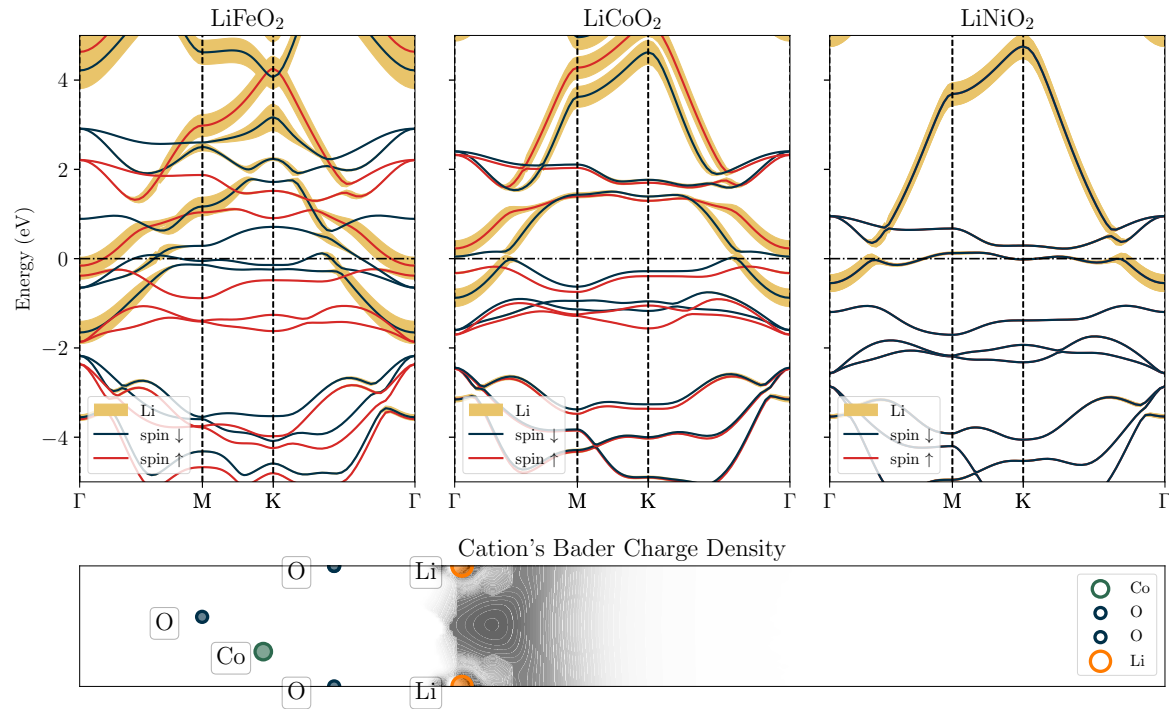 LiFeO₂
LiCoO₂
LiNiO₂
Energy (eV)
4
2
0
−2
−4
Li
spin ↓
spin ↑
Li
spin ↓
spin ↑
Li
spin ↓
spin ↑
Γ M K Γ
Γ M K Γ
Γ M K Γ
Cation's Bader Charge Density
O
Li
O
Co
O
Li
Co
O
O
Li